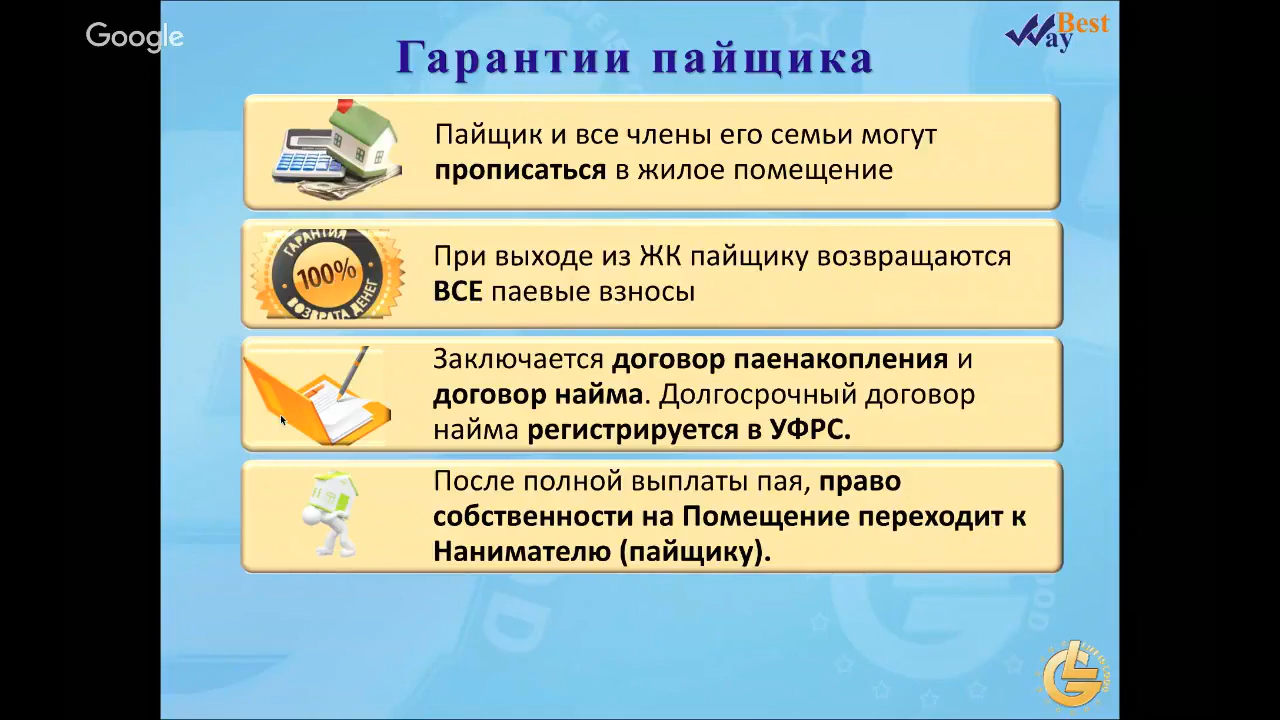 Google
Best
Way
Гарантии пайщика
Пайщик и все члены его семьи могут
прописаться в жилое помещение
ГАРАНТИЯ
100%
ВОЗВРАТА ДЕНЕГ
При выходе из ЖК пайщику возвращаются
ВСЕ паевые взносы
Заключается договор паенакопления и
договор найма. Долгосрочный договор
найма регистрируется в УФРС.
После полной выплаты пая, право
собственности на Помещение переходит к
Нанимателю (пайщику).